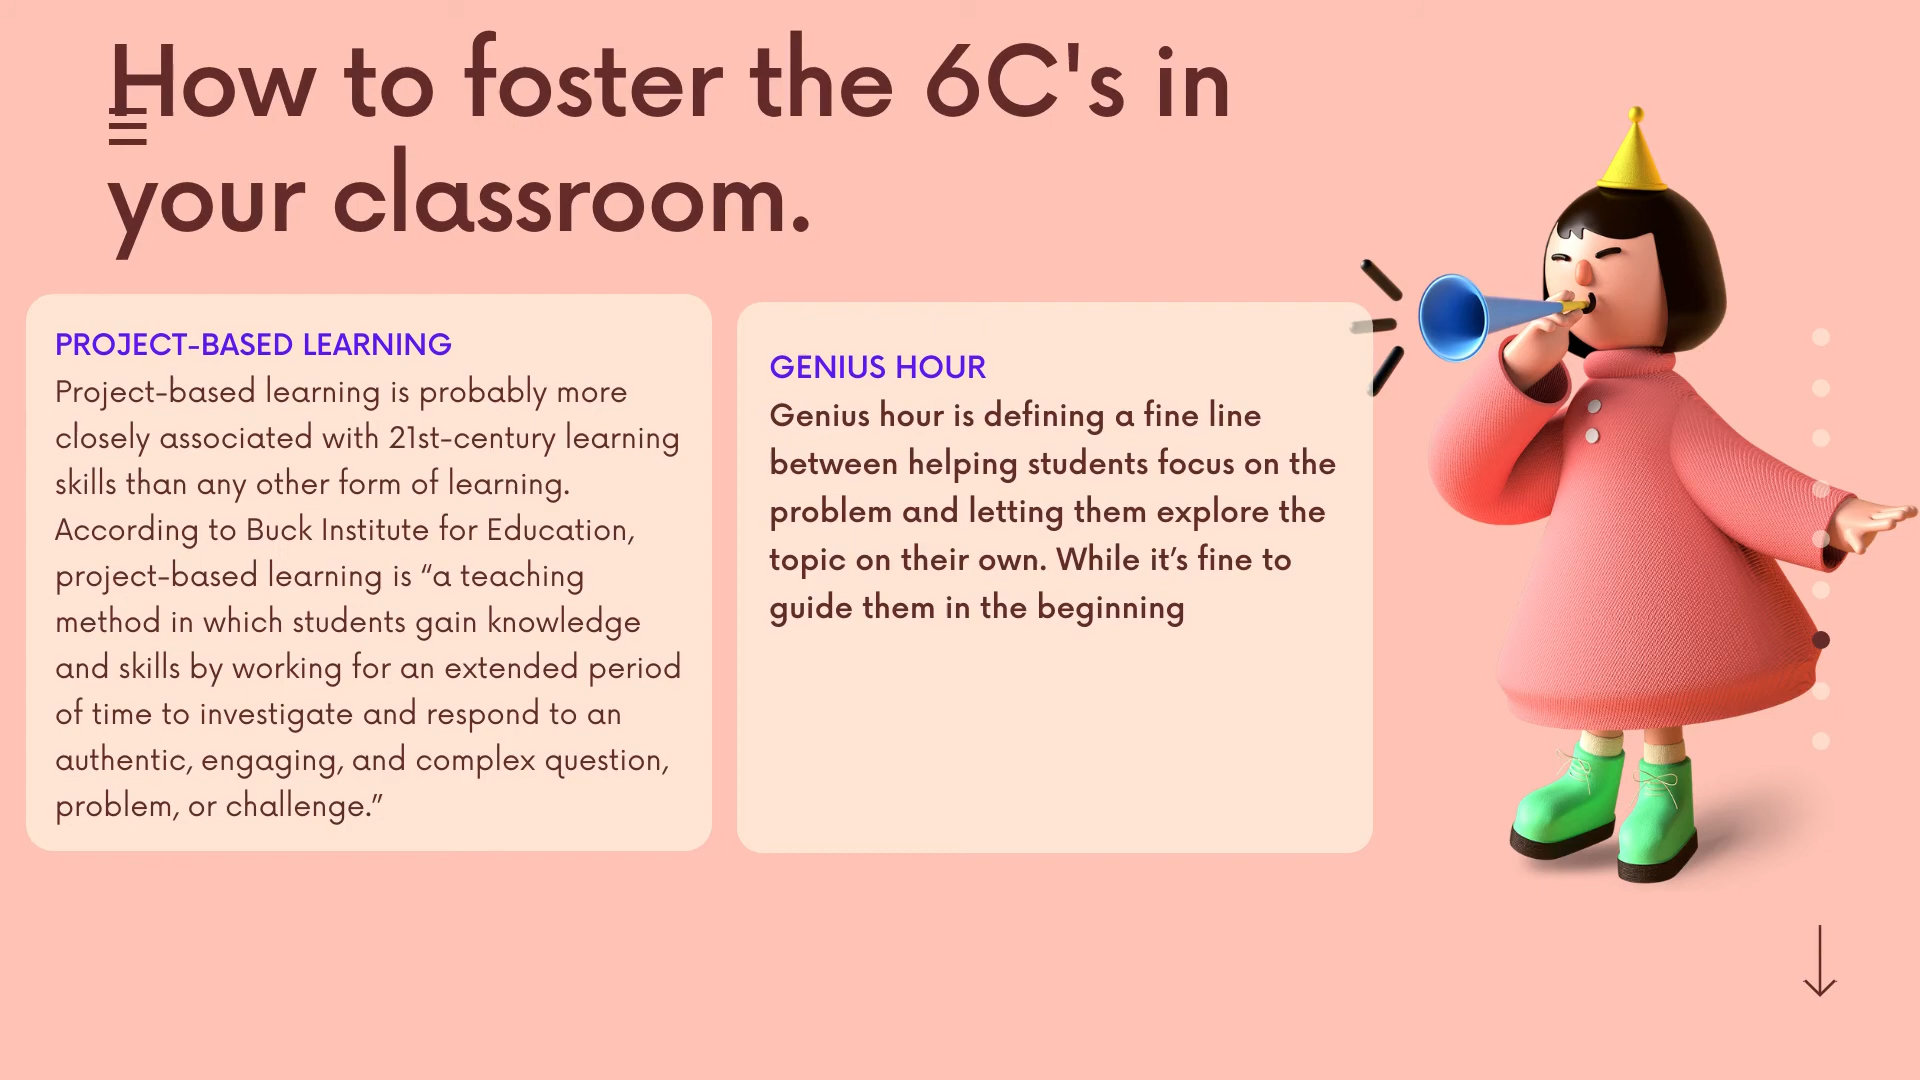 How to foster the 6C's in
your classroom.
PROJECT-BASED LEARNING
Project-based learning is probably more
closely associated with 21st-century learning
skills than any other form of learning.
According to Buck Institute for Education,
project-based learning is “a teaching
method in which students gain knowledge
and skills by working for an extended period
of time to investigate and respond to an
authentic, engaging, and complex question,
problem, or challenge.”
GENIUS HOUR
Genius hour is defining a fine line
between helping students focus on the
problem and letting them explore the
topic on their own. While it’s fine to
guide them in the beginning